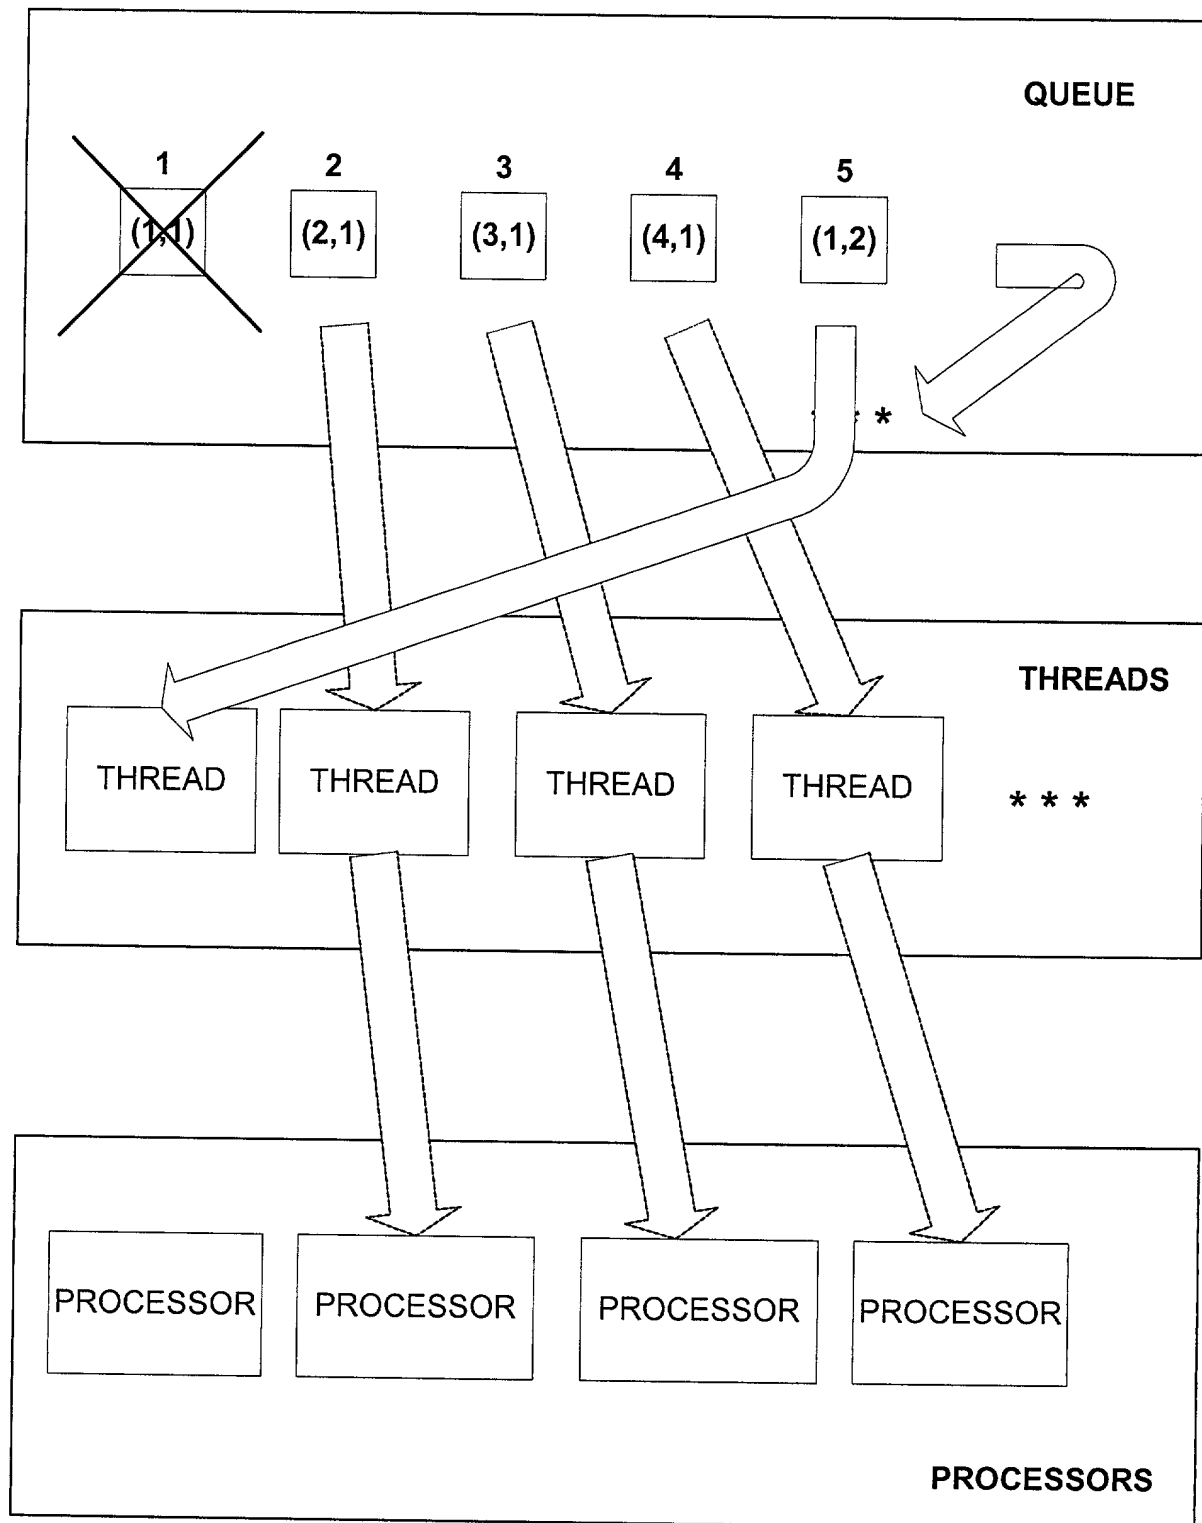 QUEUE
1 2 3 4 5
(1,1) (2,1) (3,1) (4,1) (1,2)
* *
THREADS
THREAD THREAD THREAD THREAD
* * *
PROCESSOR PROCESSOR PROCESSOR PROCESSOR
PROCESSORS